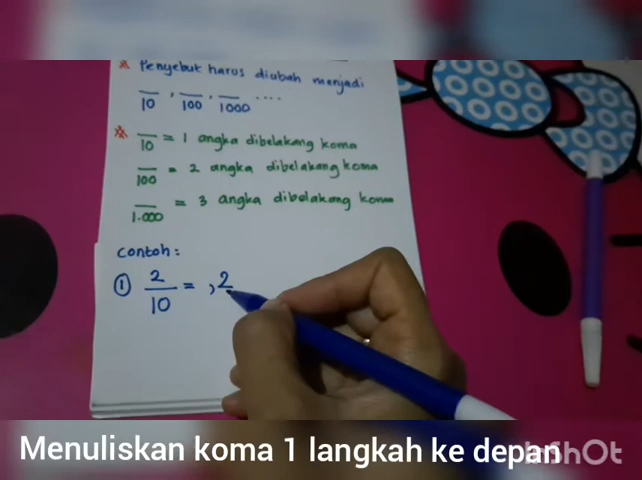 * Penyebut harus diubah menjadi
— — —
10 , 100 , 1000 ....
* —
10 = 1 angka dibelakang koma
—
100 = 2 angka dibelakang koma
—
1.000 = 3 angka dibelakang koma
contoh :
① 2/10 = ,2
Menuliskan koma 1 langkah ke depan
InShOt